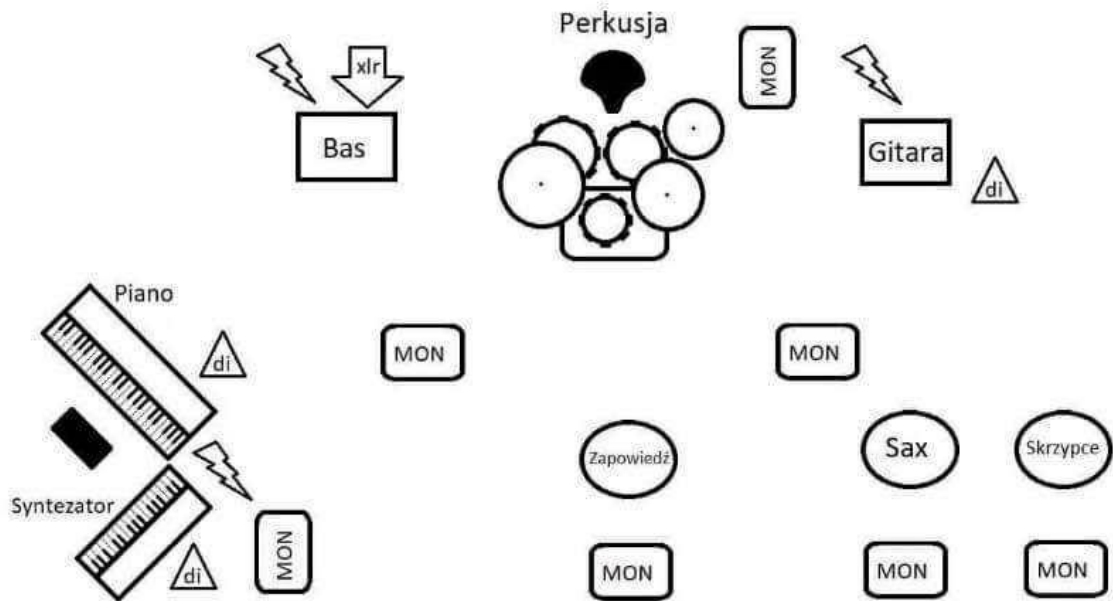 Perkusja
MON
xlr
Bas
Gitara
di
Piano
di
MON
MON
Zapowiedź
Sax
Skrzypce
Syntezator
di
MON
MON
MON
MON